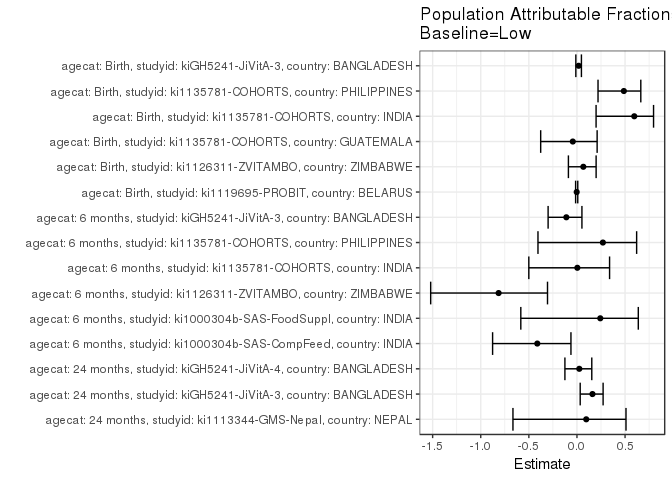 Population Attributable Fraction
Baseline=Low
agecat: Birth, studyid: kiGH5241-JiVitA-3, country: BANGLADESH
agecat: Birth, studyid: ki1135781-COHORTS, country: PHILIPPINES
agecat: Birth, studyid: ki1135781-COHORTS, country: INDIA
agecat: Birth, studyid: ki1135781-COHORTS, country: GUATEMALA
agecat: Birth, studyid: ki1126311-ZVITAMBO, country: ZIMBABWE
agecat: Birth, studyid: ki1119695-PROBIT, country: BELARUS
agecat: 6 months, studyid: kiGH5241-JiVitA-3, country: BANGLADESH
agecat: 6 months, studyid: ki1135781-COHORTS, country: PHILIPPINES
agecat: 6 months, studyid: ki1135781-COHORTS, country: INDIA
agecat: 6 months, studyid: ki1126311-ZVITAMBO, country: ZIMBABWE
agecat: 6 months, studyid: ki1000304b-SAS-FoodSuppl, country: INDIA
agecat: 6 months, studyid: ki1000304b-SAS-CompFeed, country: INDIA
agecat: 24 months, studyid: kiGH5241-JiVitA-4, country: BANGLADESH
agecat: 24 months, studyid: kiGH5241-JiVitA-3, country: BANGLADESH
agecat: 24 months, studyid: ki1113344-GMS-Nepal, country: NEPAL
-1.5 -1.0 -0.5 0.0 0.5
Estimate